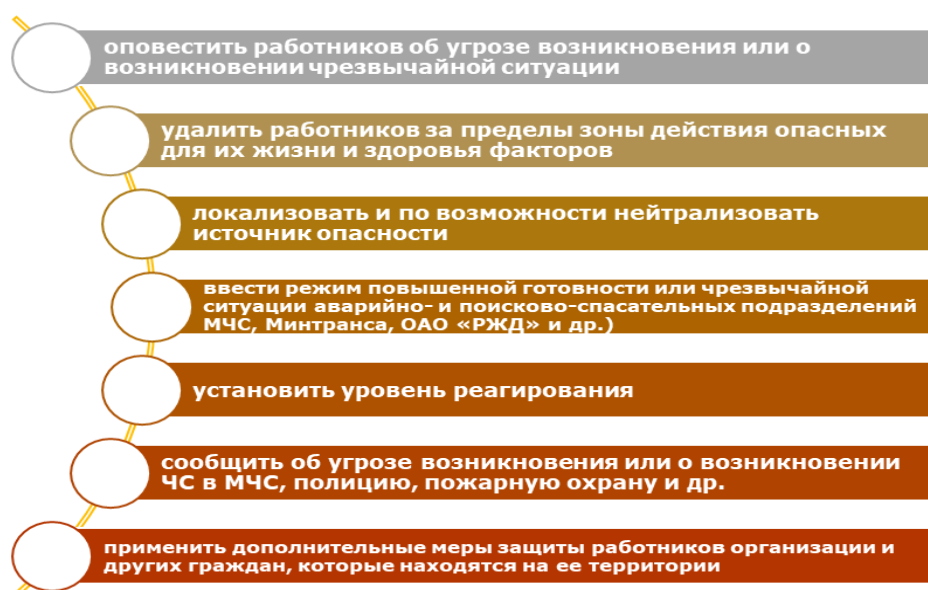 оповестить работников об угрозе возникновения или о
возникновении чрезвычайной ситуации
удалить работников за пределы зоны действия опасных
для их жизни и здоровья факторов
локализовать и по возможности нейтрализовать
источник опасности
ввести режим повышенной готовности или чрезвычайной
ситуации аварийно- и поисково-спасательных подразделений
МЧС, Минтранса, ОАО «РЖД» и др.)
установить уровень реагирования
сообщить об угрозе возникновения или о возникновении
ЧС в МЧС, полицию, пожарную охрану и др.
применить дополнительные меры защиты работников организации и
других граждан, которые находятся на ее территории